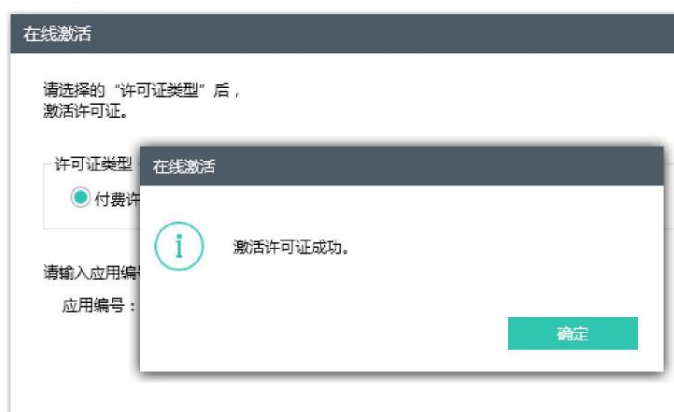 在线激活
请选择的“许可证类型”后，
激活许可证。
许可证类型
付费许
请输入应用编
应用编号：
在线激活
i
激活许可证成功。
确定